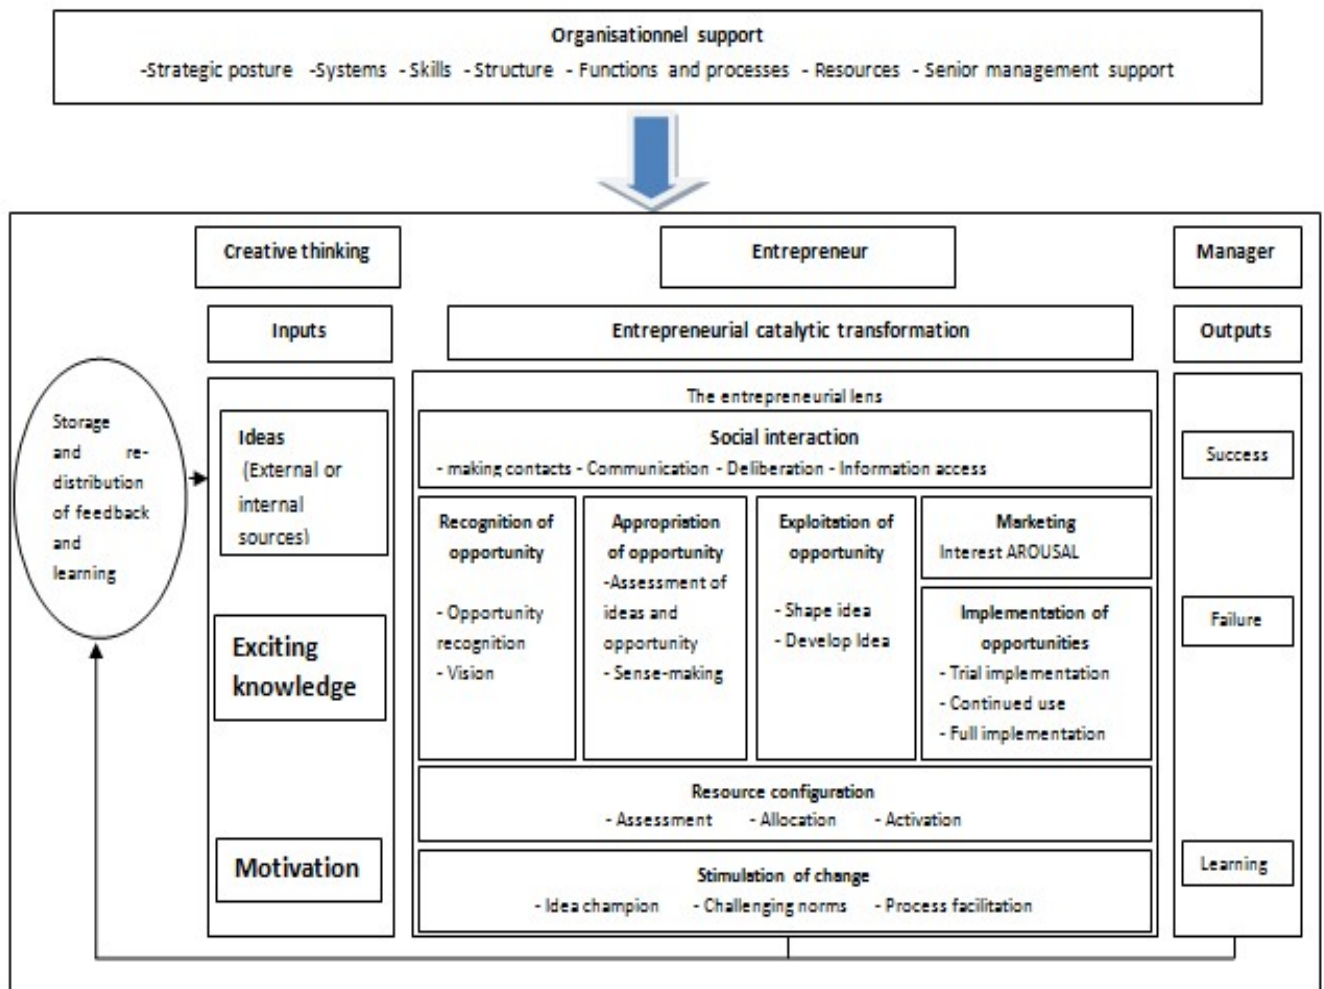 Organisationnel support
-Strategic posture -Systems - Skills - Structure - Functions and processes - Resources - Senior management support
Creative thinking
Entrepreneur
Manager
Inputs
Entrepreneurial catalytic transformation
Outputs
Storage
and re-
distribution
of feedback
and
learning
Ideas
(External or
internal
sources)
Exciting
knowledge
Motivation
The entrepreneurial lens
Social interaction
- making contacts - Communication - Deliberation - Information access
Recognition of
opportunity
- Opportunity
recognition
- Vision
Appropriation
of opportunity
-Assessment of
ideas and
opportunity
- Sense-making
Exploitation of
opportunity
- Shape idea
- Develop Idea
Marketing
Interest AROUSAL
Implementation of
opportunities
- Trial implementation
- Continued use
- Full implementation
Resource configuration
- Assessment - Allocation - Activation
Stimulation of change
- Idea champion - Challenging norms - Process facilitation
Success
Failure
Learning